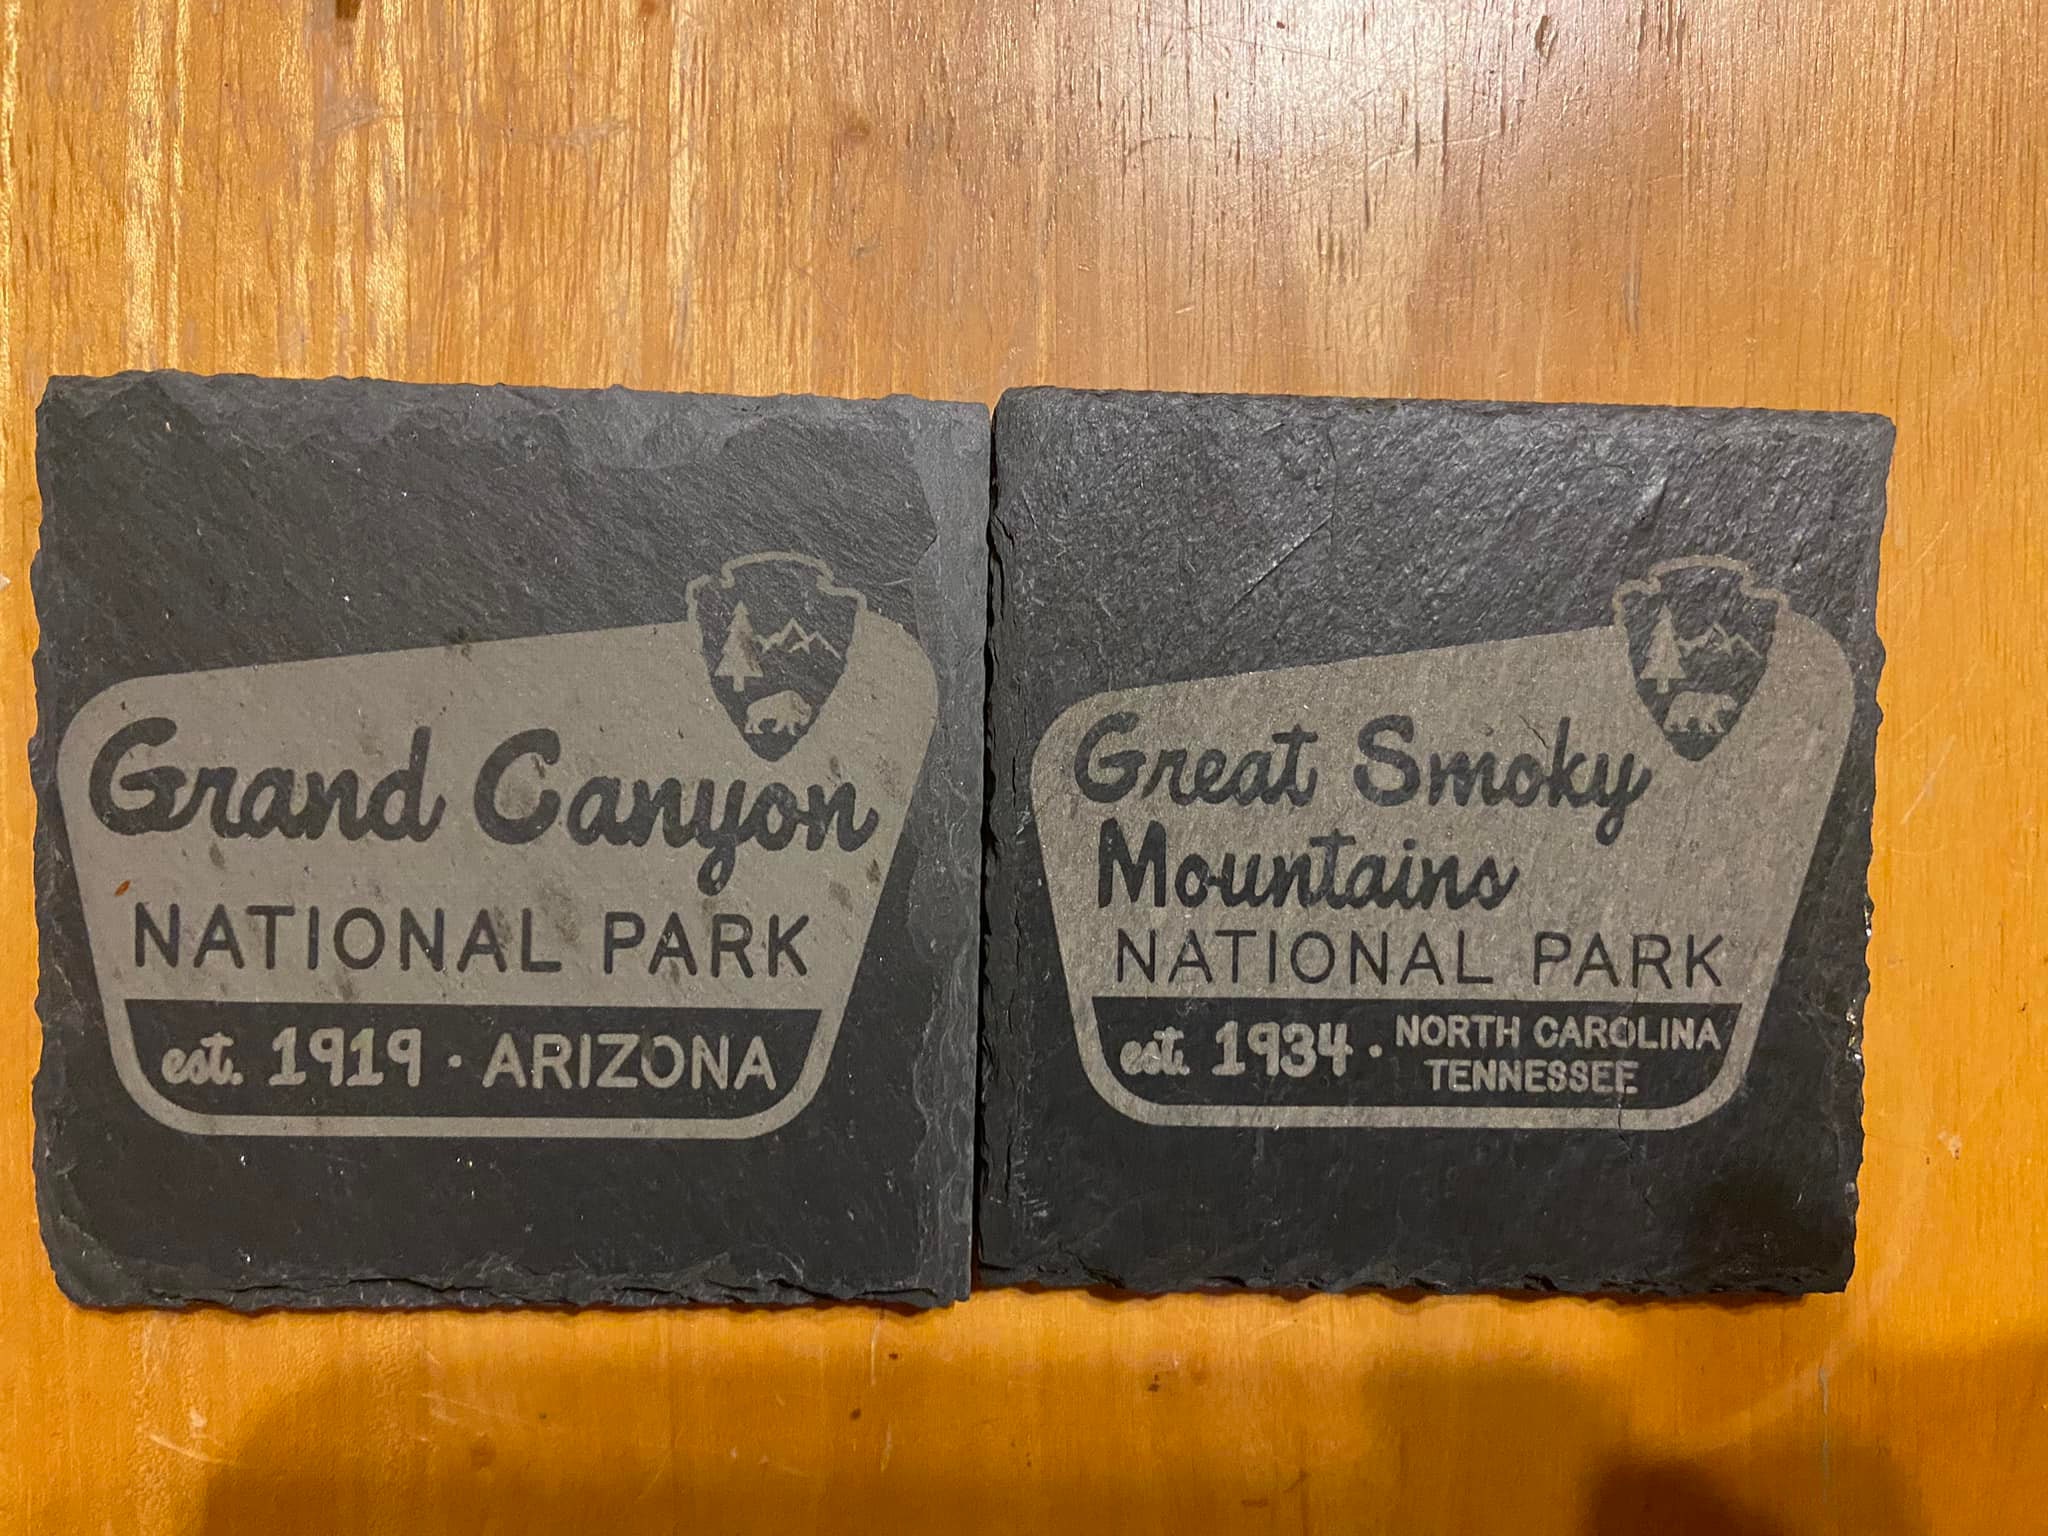 Grand Canyon
NATIONAL PARK
est. 1919 · ARIZONA
Great Smoky
Mountains
NATIONAL PARK
est. 1934 · NORTH CAROLINA
TENNESSEE